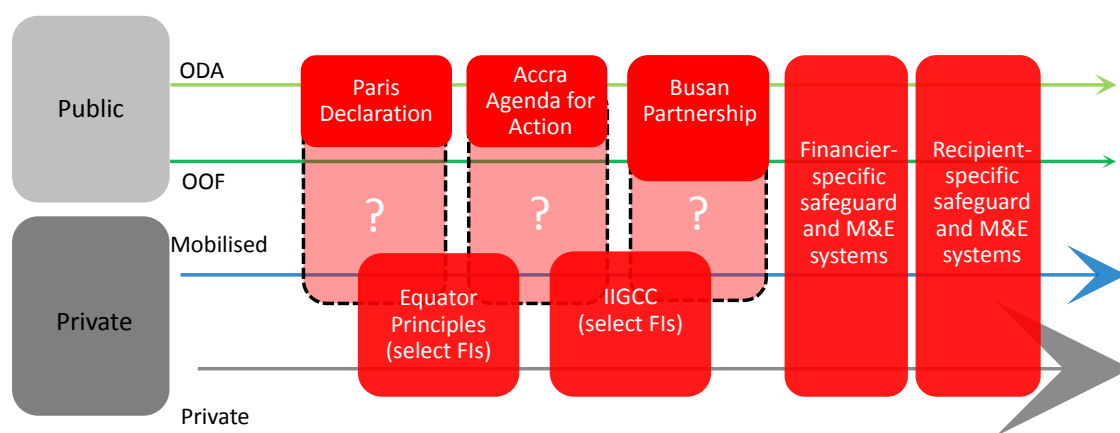 Public
ODA
OOF
Paris
Declaration
Accra
Agenda for
Action
Busan
Partnership
Financier-
specific
safeguard
and M&E
systems
Recipient-
specific
safeguard
and M&E
systems
?
?
?
Private
Mobilised
Private
Equator
Principles
(select FIs)
IIGCC
(select FIs)